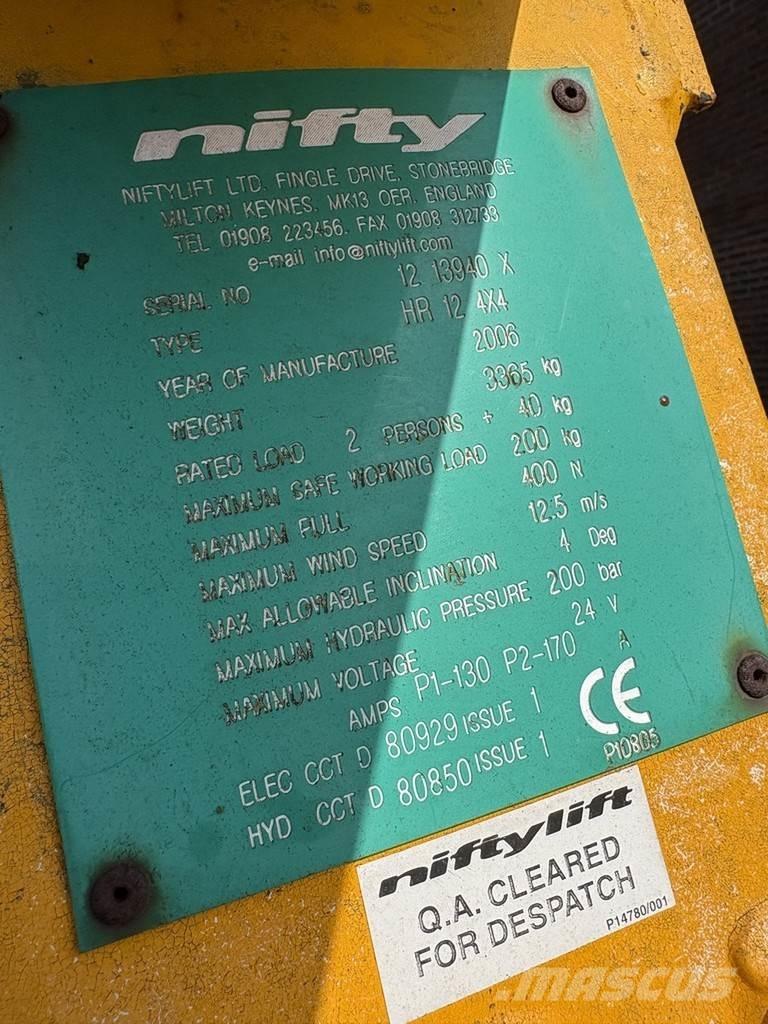 nifty
NIFTYLIFT LTD. FINGLE DRIVE, STONEBRIDGE
MILTON KEYNES, MK13 OER, ENGLAND
TEL 01908 223456, FAX 01908 312733
e-mail info@niftylift.com
SERIAL NO 12 13940 X
TYPE HR 12 4X4
YEAR OF MANUFACTURE 2006
WEIGHT 3365 kg
RATED LOAD 2 PERSONS + 40 kg
MAXIMUM SAFE WORKING LOAD 200 kg
MAXIMUM PULL 400 N
MAXIMUM WIND SPEED 12.5 m/s
MAX ALLOWABLE INCLINATION 4 Deg
MAXIMUM HYDRAULIC PRESSURE 200 bar
MAXIMUM VOLTAGE 24 V
AMPS P1-130 P2-170 A
ELEC CCT D 80929 ISSUE 1
HYD CCT D 80850 ISSUE 1
CE
P10805
niftylift
Q.A. CLEARED
FOR DESPATCH
P14780/001
mascus